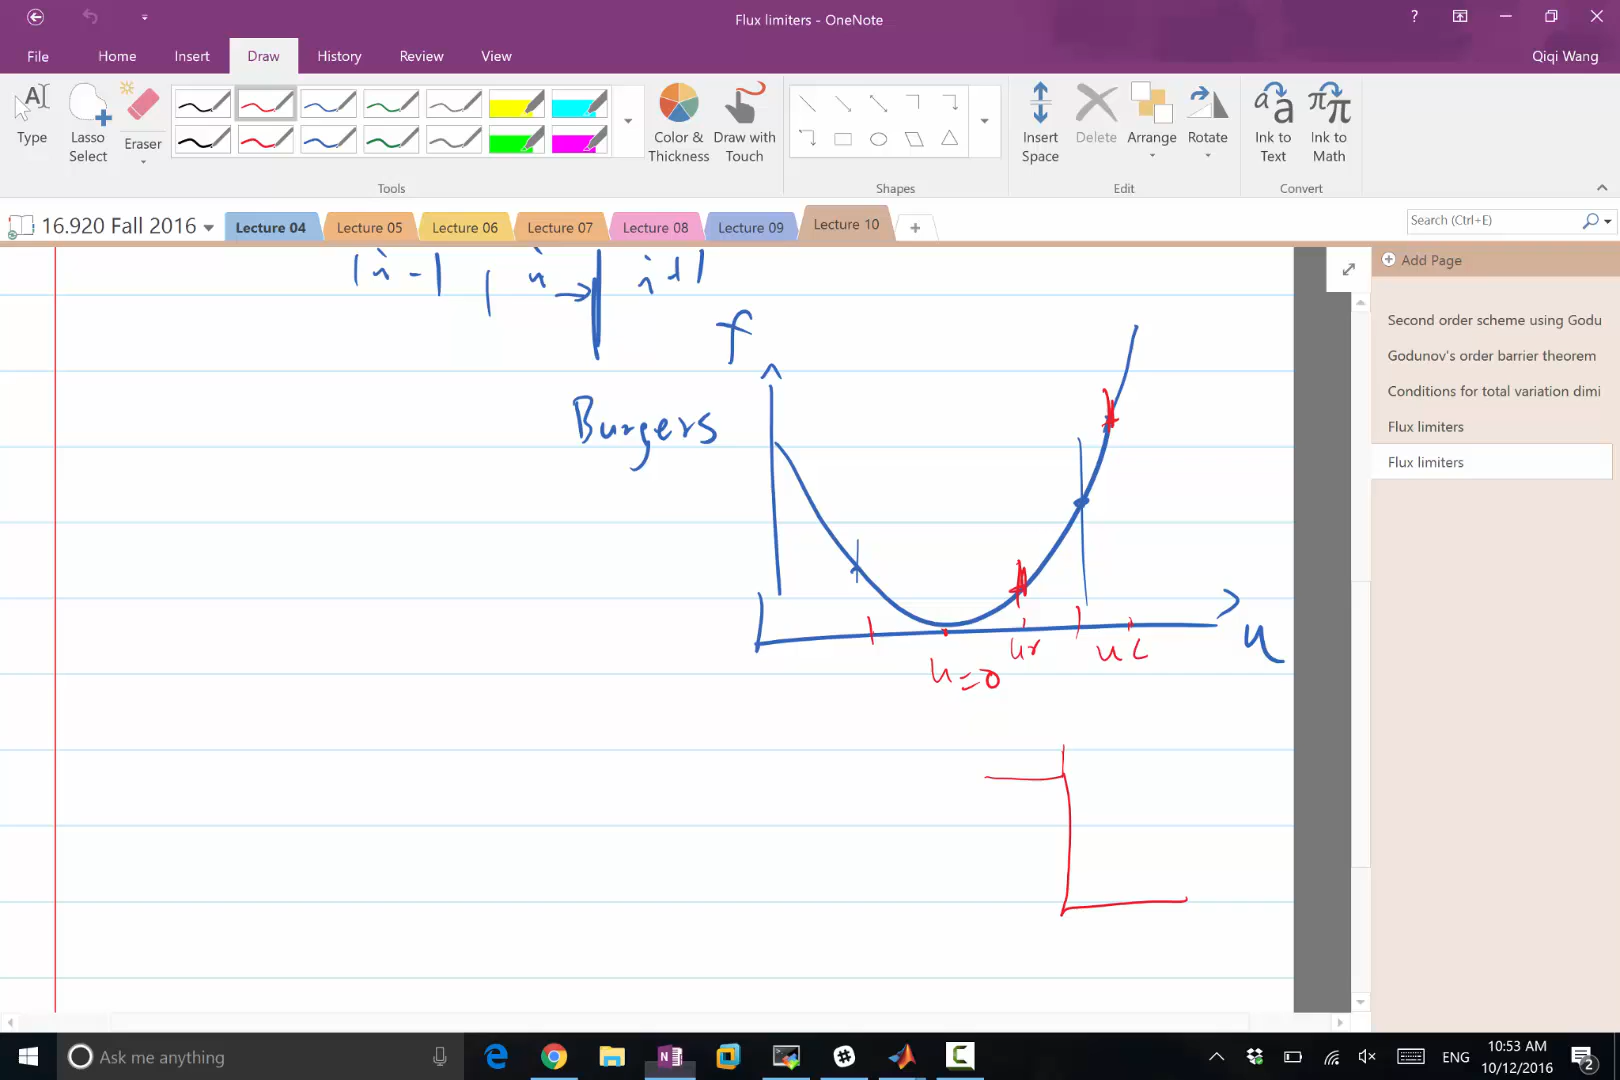 Flux limiters - OneNote
?
File
Home
Insert
Draw
History
Review
View
Qiqi Wang
Type
Lasso Select
Eraser
Color & Thickness
Draw with Touch
Insert Space
Delete
Arrange
Rotate
Ink to Text
Ink to Math
Tools
Shapes
Edit
Convert
16.920 Fall 2016
Lecture 04
Lecture 05
Lecture 06
Lecture 07
Lecture 08
Lecture 09
Lecture 10
Search (Ctrl+E)
Add Page
Second order scheme using Godu
Godunov's order barrier theorem
Conditions for total variation dimi
Flux limiters
Flux limiters
i-1 | i i+1
f
Burgers
ur
uL
u
u=0
Ask me anything
ENG
10:53 AM
10/12/2016
2